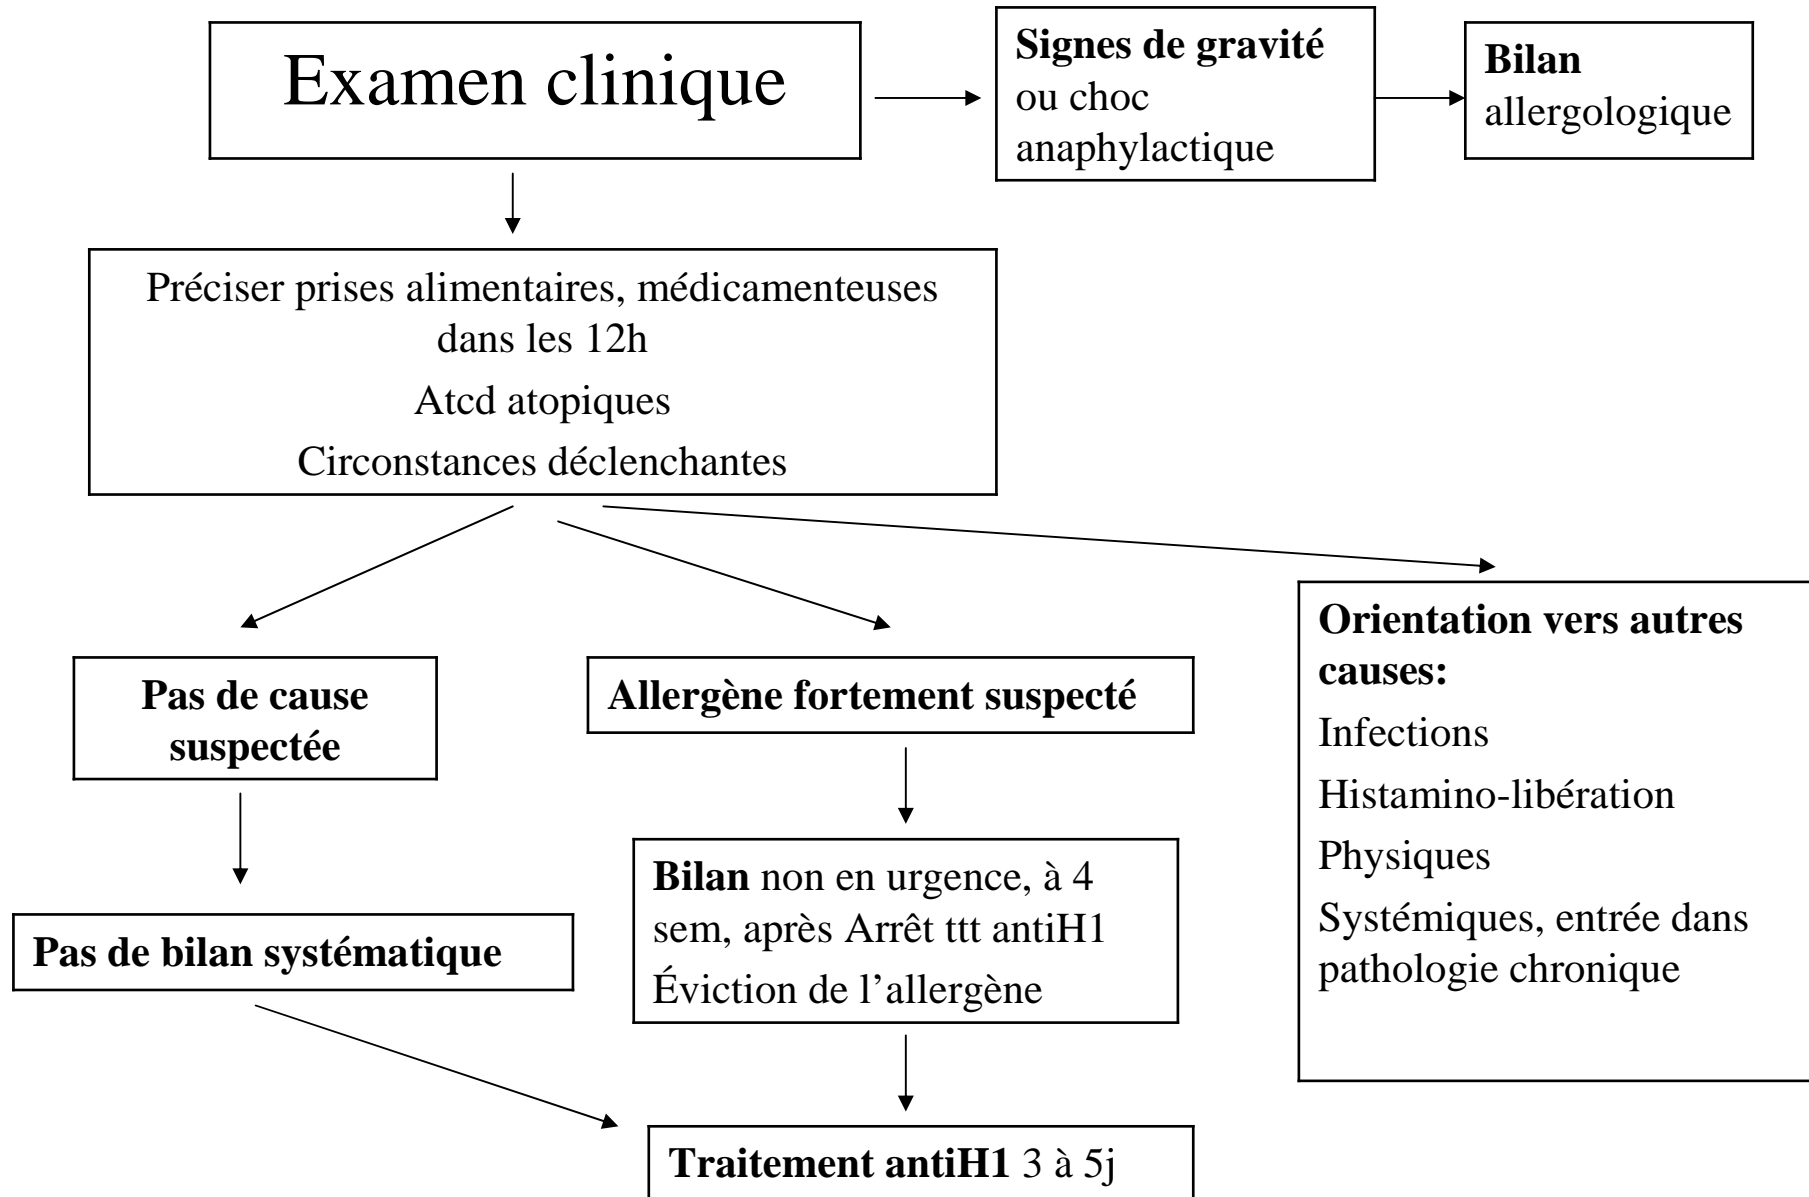 Examen clinique
Signes de gravité
ou choc
anaphylactique
Bilan
allergologique
Préciser prises alimentaires, médicamenteuses
dans les 12h
Atcd atopiques
Circonstances déclenchantes
Pas de cause
suspectée
Allergène fortement suspecté
Orientation vers autres
causes:
Infections
Histamino-libération
Physiques
Systémiques, entrée dans
pathologie chronique
Pas de bilan systématique
Bilan non en urgence, à 4
sem, après Arrêt ttt antiH1
Éviction de l’allergène
Traitement antiH1 3 à 5j